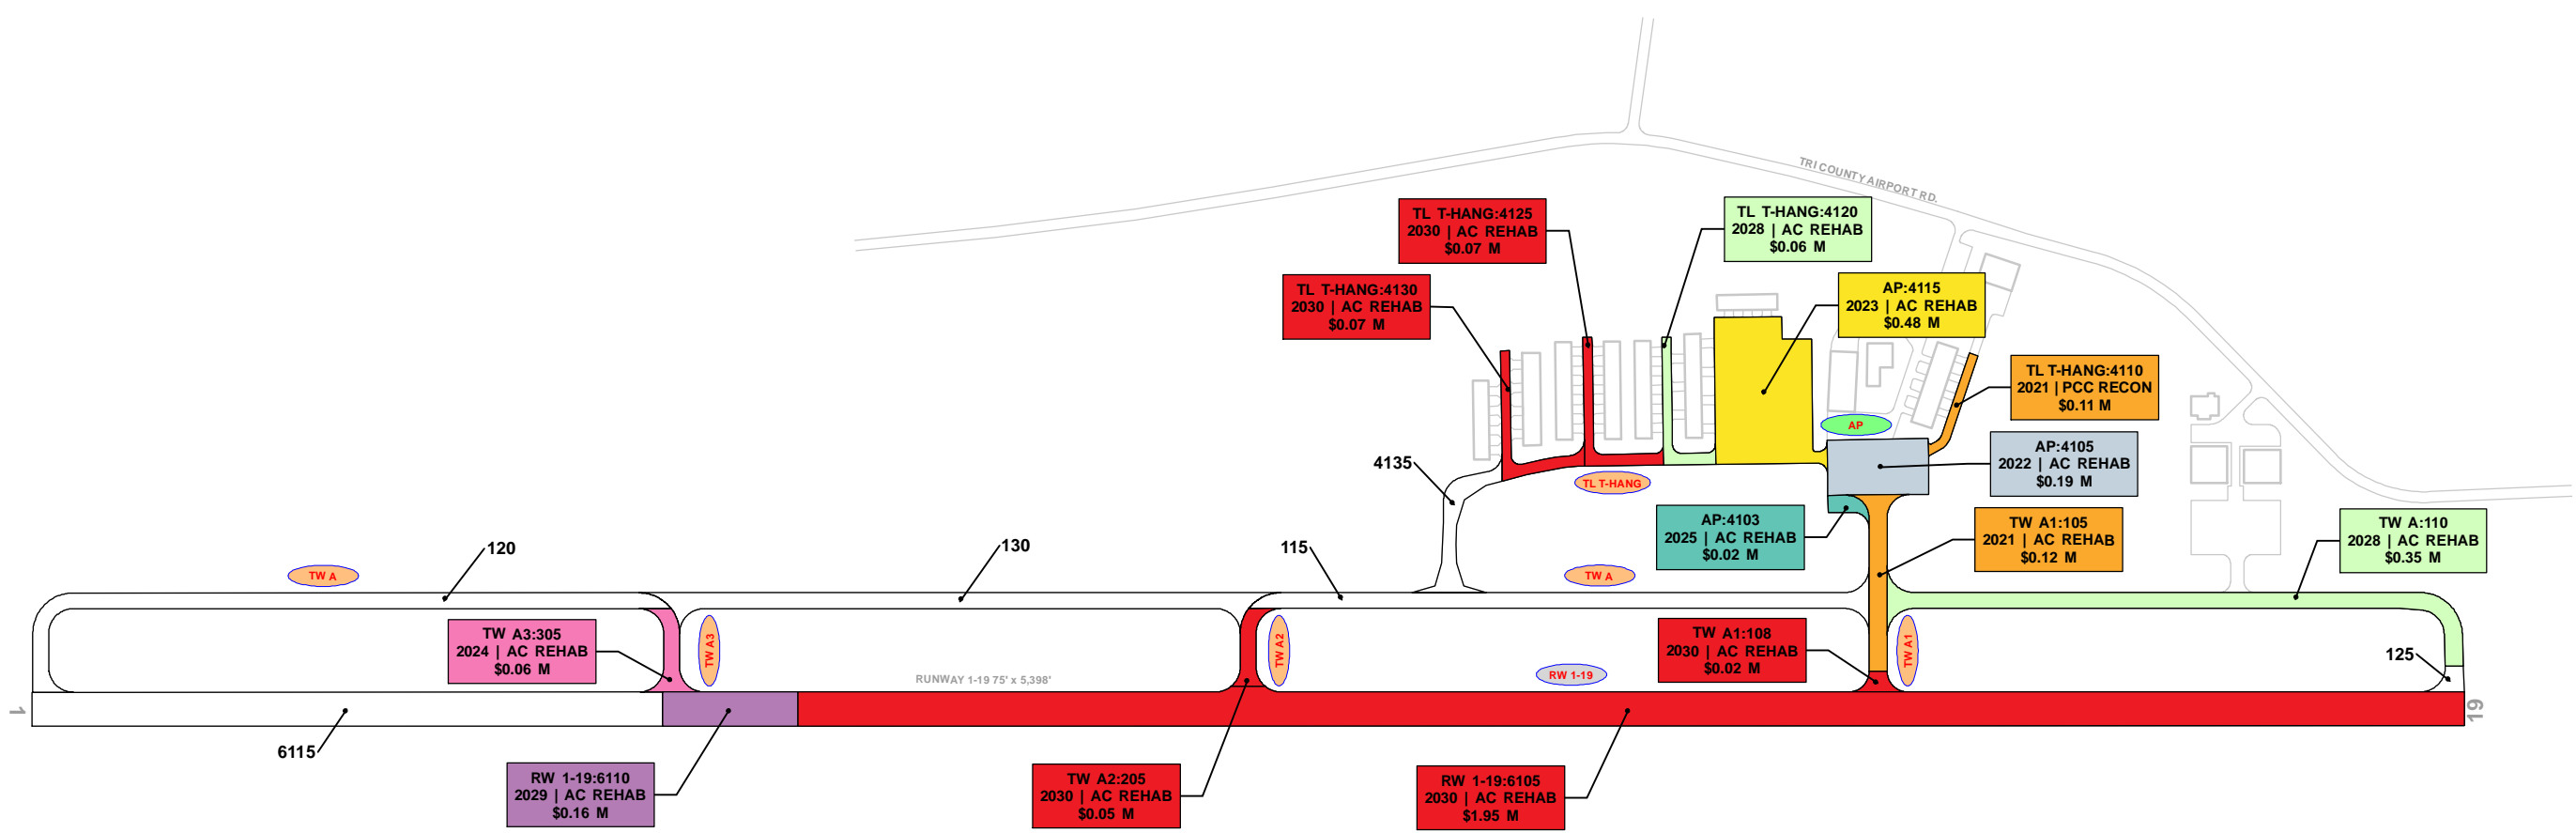 TRI COUNTY AIRPORT RD.
TL T-HANG:4125
2030 | AC REHAB
$0.07 M
TL T-HANG:4120
2028 | AC REHAB
$0.06 M
TL T-HANG:4130
2030 | AC REHAB
$0.07 M
AP:4115
2023 | AC REHAB
$0.48 M
TL T-HANG:4110
2021 | PCC RECON
$0.11 M
AP
AP:4105
2022 | AC REHAB
$0.19 M
4135
TL T-HANG
AP:4103
2025 | AC REHAB
$0.02 M
TW A1:105
2021 | AC REHAB
$0.12 M
TW A:110
2028 | AC REHAB
$0.35 M
120
130
115
TW A
TW A
TW A3:305
2024 | AC REHAB
$0.06 M
TW A3
TW A2
TW A1:108
2030 | AC REHAB
$0.02 M
TW A1
125
RUNWAY 1-19 75' x 5,398'
RW 1-19
1
19
6115
RW 1-19:6110
2029 | AC REHAB
$0.16 M
TW A2:205
2030 | AC REHAB
$0.05 M
RW 1-19:6105
2030 | AC REHAB
$1.95 M